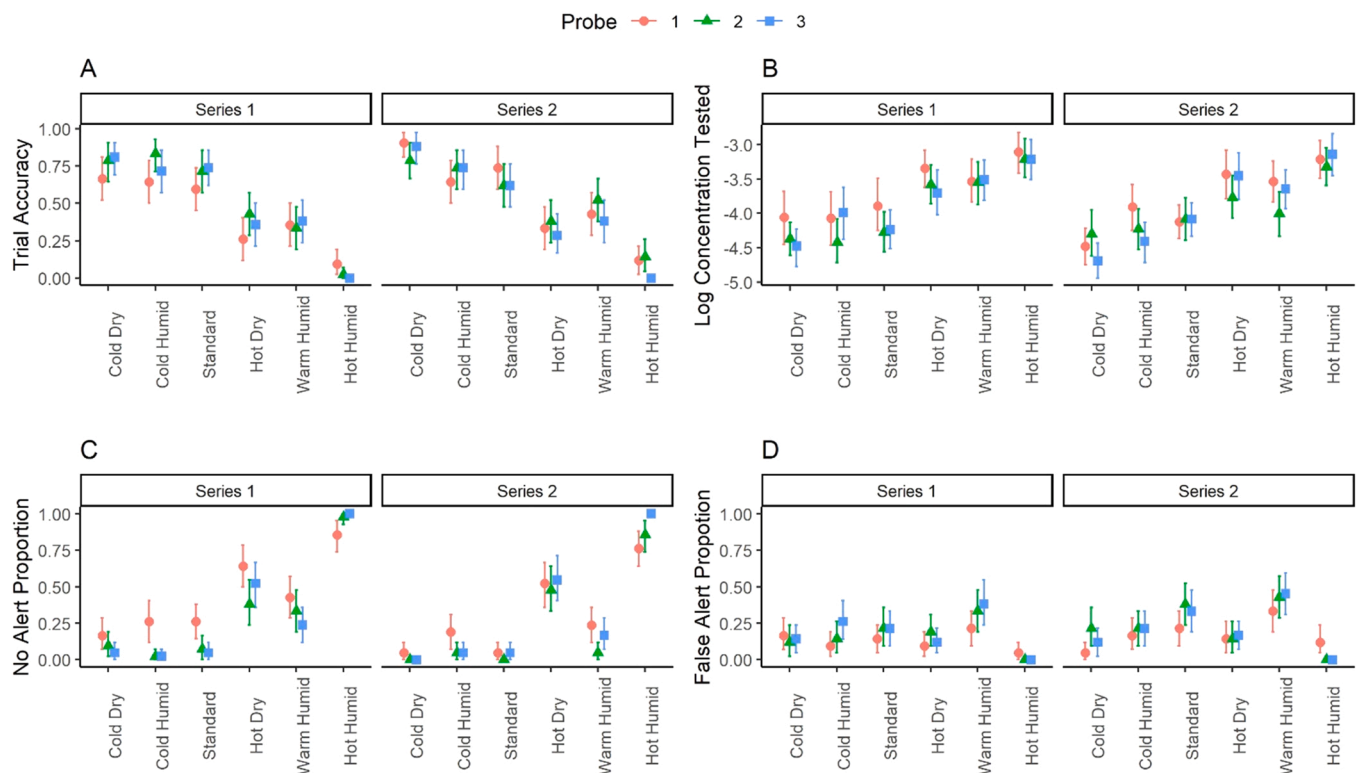 Probe 1 2 3
A
Series 1 Series 2
Trial Accuracy
1.00
0.75
0.50
0.25
0.00
Cold Dry
Cold Humid
Standard
Hot Dry
Warm Humid
Hot Humid
Cold Dry
Cold Humid
Standard
Hot Dry
Warm Humid
Hot Humid
B
Series 1 Series 2
Log Concentration Tested
-3.0
-3.5
-4.0
-4.5
-5.0
Cold Dry
Cold Humid
Standard
Hot Dry
Warm Humid
Hot Humid
Cold Dry
Cold Humid
Standard
Hot Dry
Warm Humid
Hot Humid
C
Series 1 Series 2
No Alert Proportion
1.00
0.75
0.50
0.25
0.00
Cold Dry
Cold Humid
Standard
Hot Dry
Warm Humid
Hot Humid
Cold Dry
Cold Humid
Standard
Hot Dry
Warm Humid
Hot Humid
D
Series 1 Series 2
False Alert Propotion
1.00
0.75
0.50
0.25
0.00
Cold Dry
Cold Humid
Standard
Hot Dry
Warm Humid
Hot Humid
Cold Dry
Cold Humid
Standard
Hot Dry
Warm Humid
Hot Humid